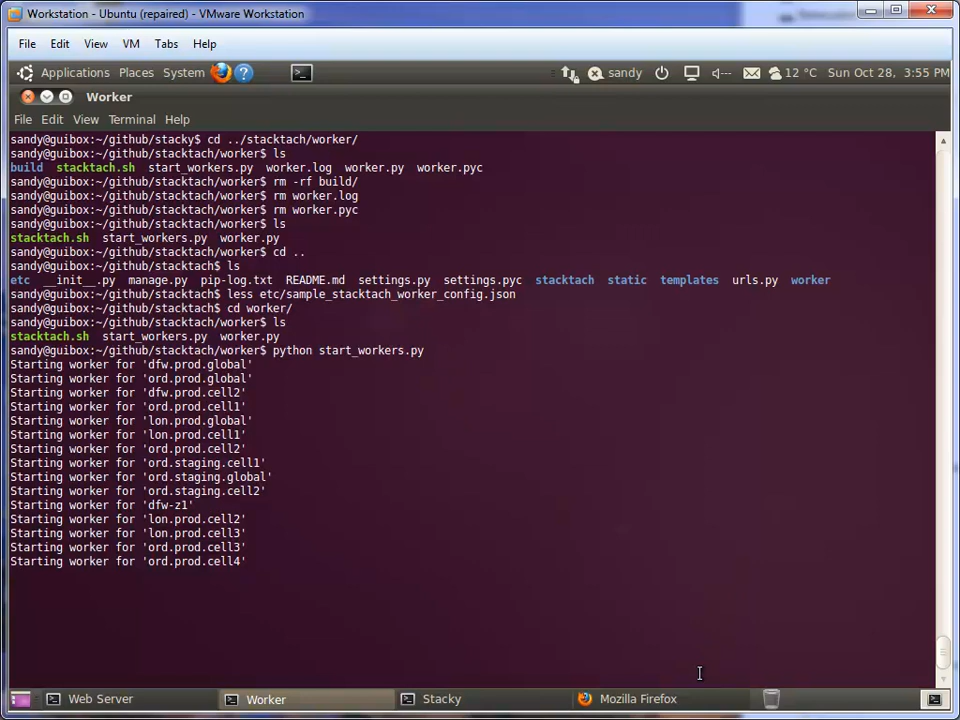 Workstation - Ubuntu (repaired) - VMware Workstation
File Edit View VM Tabs Help
Applications Places System sandy 12 °C Sun Oct 28, 3:55 PM
Worker
File Edit View Terminal Help
sandy@guibox:~/github/stacky$ cd ../stacktach/worker/
sandy@guibox:~/github/stacktach/worker$ ls
build stacktach.sh start_workers.py worker.log worker.py worker.pyc
sandy@guibox:~/github/stacktach/worker$ rm -rf build/
sandy@guibox:~/github/stacktach/worker$ rm worker.log
sandy@guibox:~/github/stacktach/worker$ rm worker.pyc
sandy@guibox:~/github/stacktach/worker$ ls
stacktach.sh start_workers.py worker.py
sandy@guibox:~/github/stacktach/worker$ cd ..
sandy@guibox:~/github/stacktach$ ls
etc __init__.py manage.py pip-log.txt README.md settings.py settings.pyc stacktach static templates urls.py worker
sandy@guibox:~/github/stacktach$ less etc/sample_stacktach_worker_config.json
sandy@guibox:~/github/stacktach$ cd worker/
sandy@guibox:~/github/stacktach/worker$ ls
stacktach.sh start_workers.py worker.py
sandy@guibox:~/github/stacktach/worker$ python start_workers.py
Starting worker for 'dfw.prod.global'
Starting worker for 'ord.prod.global'
Starting worker for 'dfw.prod.cell2'
Starting worker for 'ord.prod.cell1'
Starting worker for 'lon.prod.global'
Starting worker for 'lon.prod.cell1'
Starting worker for 'ord.prod.cell2'
Starting worker for 'ord.staging.cell1'
Starting worker for 'ord.staging.global'
Starting worker for 'ord.staging.cell2'
Starting worker for 'dfw-z1'
Starting worker for 'lon.prod.cell2'
Starting worker for 'lon.prod.cell3'
Starting worker for 'ord.prod.cell3'
Starting worker for 'ord.prod.cell4'
Web Server Worker Stacky Mozilla Firefox